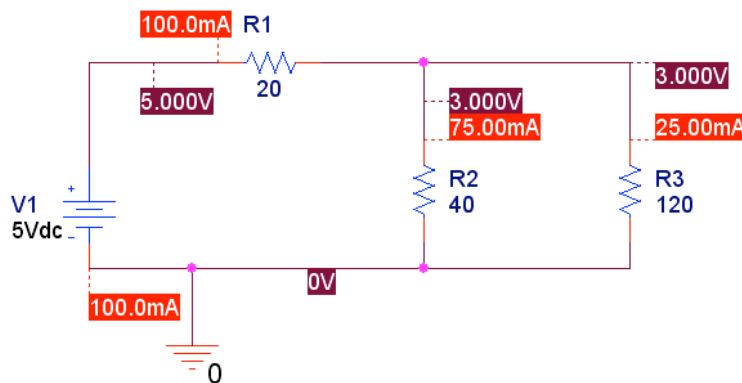 100.0mA
R1
20
5.000V
3.000V
3.000V
75.00mA
25.00mA
+
V1
5Vdc
-
R2
40
R3
120
0V
100.0mA
0